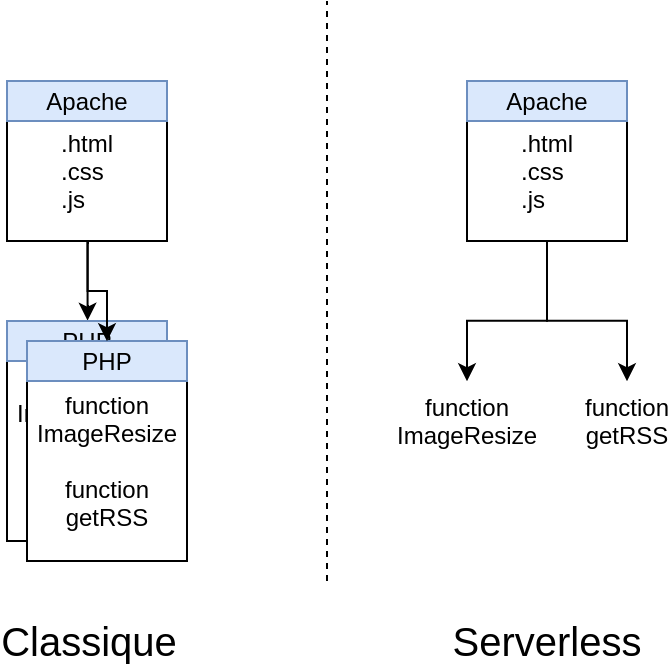 Apache
.html
.css
.js
PHP
PHP
function
ImageResize
function
getRSS
Classique
Apache
.html
.css
.js
function
ImageResize
function
getRSS
Serverless